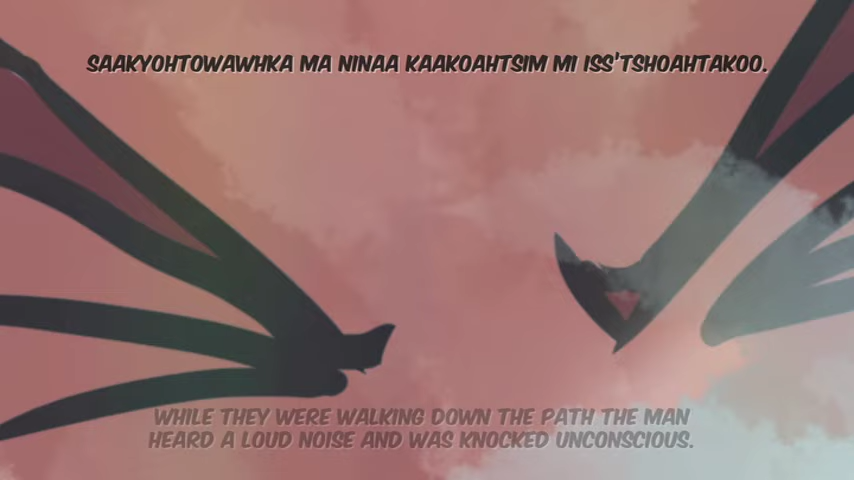 SAAKYOHTOWAWHKA MA NINAA KAAKOAHTSIM MI ISS'TSHOAHTAKOO.
WHILE THEY WERE WALKING DOWN THE PATH THE MAN
HEARD A LOUD NOISE AND WAS KNOCKED UNCONSCIOUS.